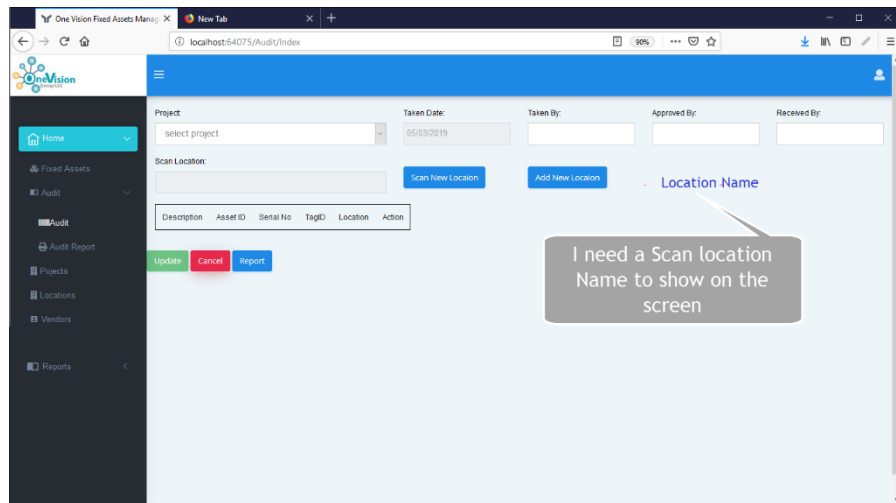 One Vision Fixed Assets Manag
New Tab
localhost:64075/Audit/Index
90%
OneVision
Group LLC
Project:
Taken Date:
Taken By:
Approved By:
Received By:
select project
05/03/2019
Home
Scan Location:
Fixed Assets
Scan New Locaion
Add New Locaion
Location Name
Audit
Description Asset ID Serial No TagID Location Action
Audit
Audit Report
Update Cancel Report
I need a Scan location
Name to show on the
screen
Pojects
Locations
Vendors
Reports